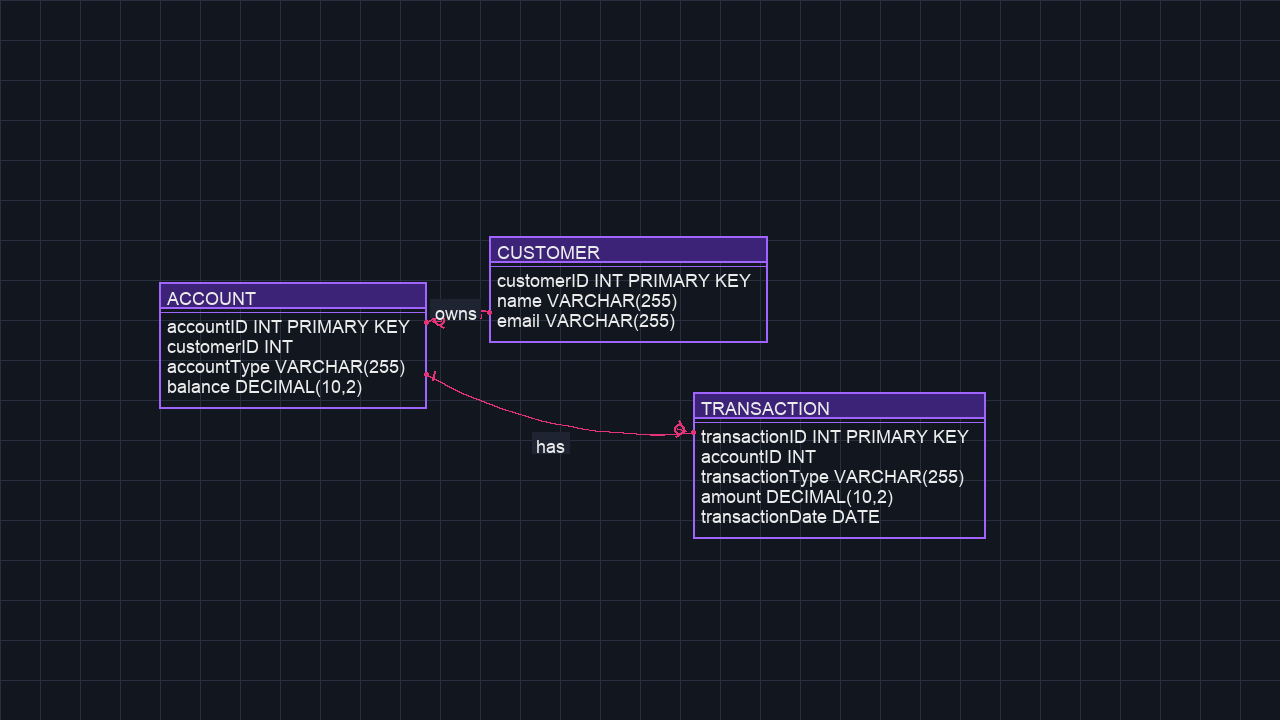 CUSTOMER
customerID INT PRIMARY KEY
name VARCHAR(255)
email VARCHAR(255)
ACCOUNT
accountID INT PRIMARY KEY
customerID INT
accountType VARCHAR(255)
balance DECIMAL(10,2)
owns
has
TRANSACTION
transactionID INT PRIMARY KEY
accountID INT
transactionType VARCHAR(255)
amount DECIMAL(10,2)
transactionDate DATE